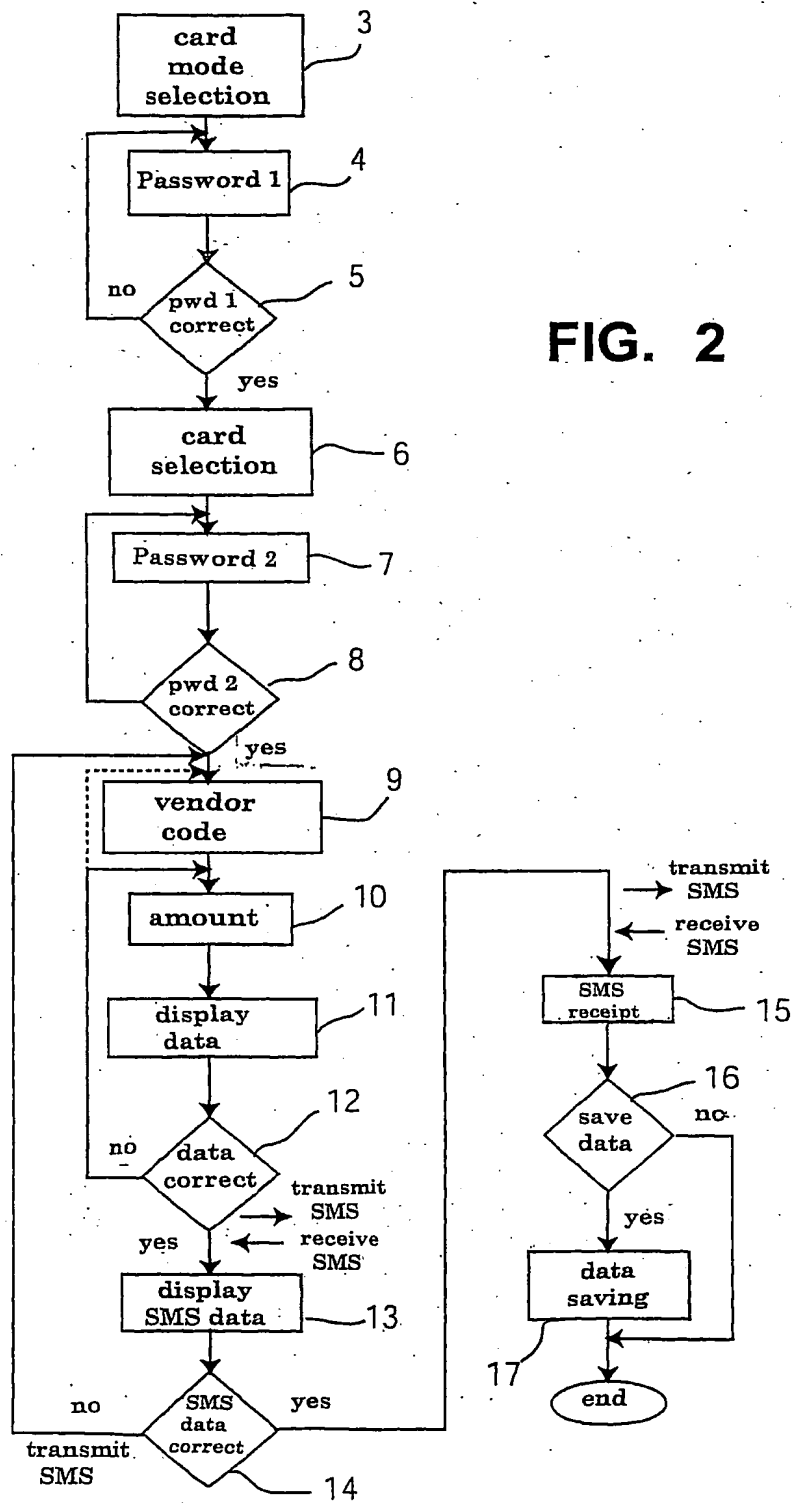 card
mode
selection
3
Password 1
4
no
pwd 1
correct
5
yes
FIG. 2
card
selection
6
Password 2
7
pwd 2
correct
8
yes
vendor
code
9
amount
10
display
data
11
no
data
correct
12
transmit
SMS
yes
receive
SMS
display
SMS data
13
no
SMS
data
correct
yes
transmit
SMS
14
transmit
SMS
receive
SMS
SMS
receipt
15
save
data
16
no
yes
data
saving
17
end